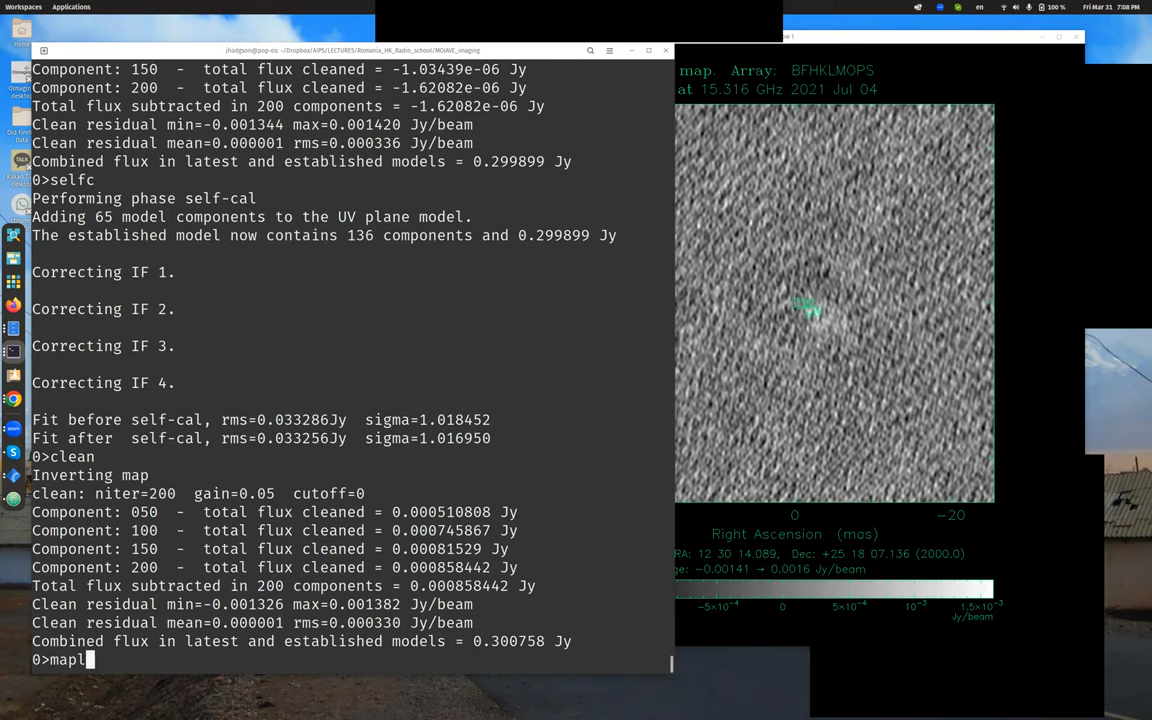 Workspaces
Applications
en
100 %
Fri Mar 31
7:08 PM
Home
desktop
Old Firef
Data
TALK
desktop
jhodgson@pop-os: ~/Dropbox/AIPS/LECTURES/Romania_HK_Radio_school/MOJAVE_imaging
Component: 150 - total flux cleaned = -1.03439e-06 Jy
Component: 200 - total flux cleaned = -1.62082e-06 Jy
Total flux subtracted in 200 components = -1.62082e-06 Jy
Clean residual min=-0.001344 max=0.001420 Jy/beam
Clean residual mean=0.000001 rms=0.000336 Jy/beam
Combined flux in latest and established models = 0.299899 Jy
0>selfc
Performing phase self-cal
Adding 65 model components to the UV plane model.
The established model now contains 136 components and 0.299899 Jy
Correcting IF 1.
Correcting IF 2.
Correcting IF 3.
Correcting IF 4.
Fit before self-cal, rms=0.033286Jy  sigma=1.018452
Fit after  self-cal, rms=0.033256Jy  sigma=1.016950
0>clean
Inverting map
clean: niter=200  gain=0.05  cutoff=0
Component: 050 - total flux cleaned = 0.000510808 Jy
Component: 100 - total flux cleaned = 0.000745867 Jy
Component: 150 - total flux cleaned = 0.00081529 Jy
Component: 200 - total flux cleaned = 0.000858442 Jy
Total flux subtracted in 200 components = 0.000858442 Jy
Clean residual min=-0.001326 max=0.001382 Jy/beam
Clean residual mean=0.000001 rms=0.000330 Jy/beam
Combined flux in latest and established models = 0.300758 Jy
0>mapl
map. Array: BFHKLMOPS
at 15.316 GHz 2021 Jul 04
0 −20
Right Ascension (mas)
RA: 12 30 14.089, Dec: +25 18 07.136 (2000.0)
ge: −0.00141 → 0.0016 Jy/beam
−5×10⁻⁴ 0 5×10⁻⁴ 10⁻³ 1.5×10⁻³
Jy/beam